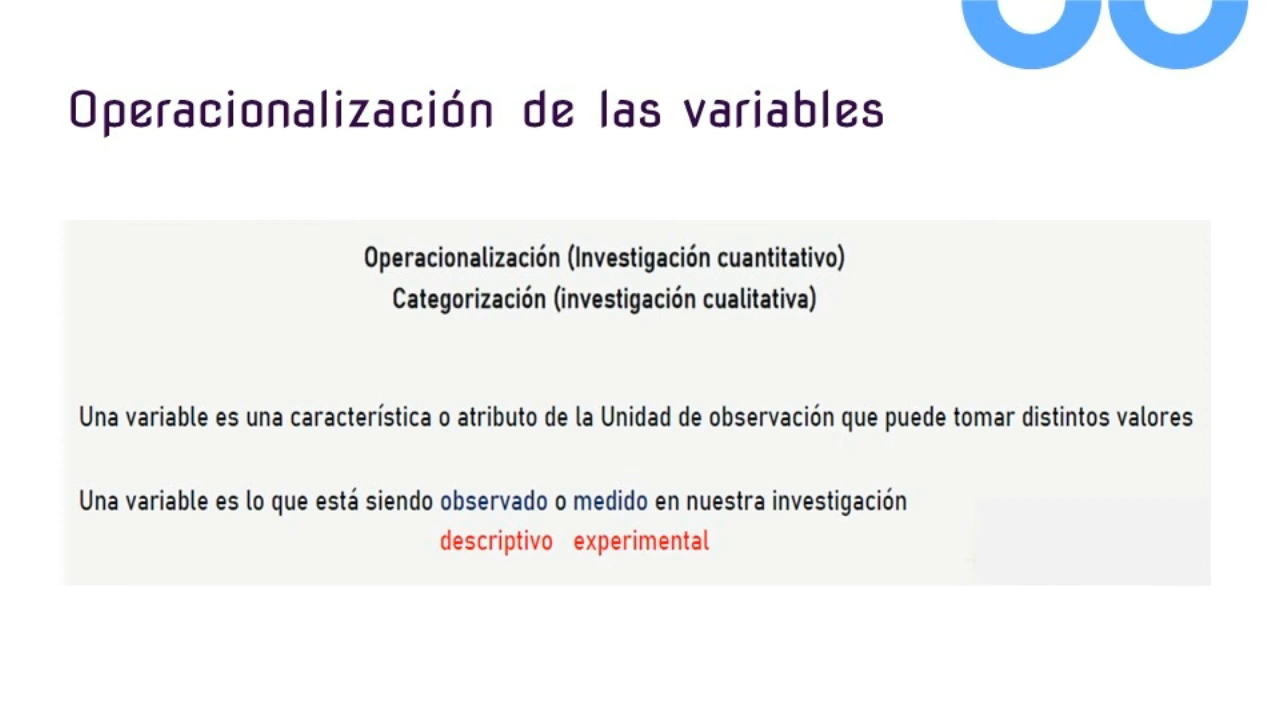 Operacionalización de las variables
Operacionalización (Investigación cuantitativo)
Categorización (investigación cualitativa)
Una variable es una característica o atributo de la Unidad de observación que puede tomar distintos valores
Una variable es lo que está siendo observado o medido en nuestra investigación
descriptivo experimental